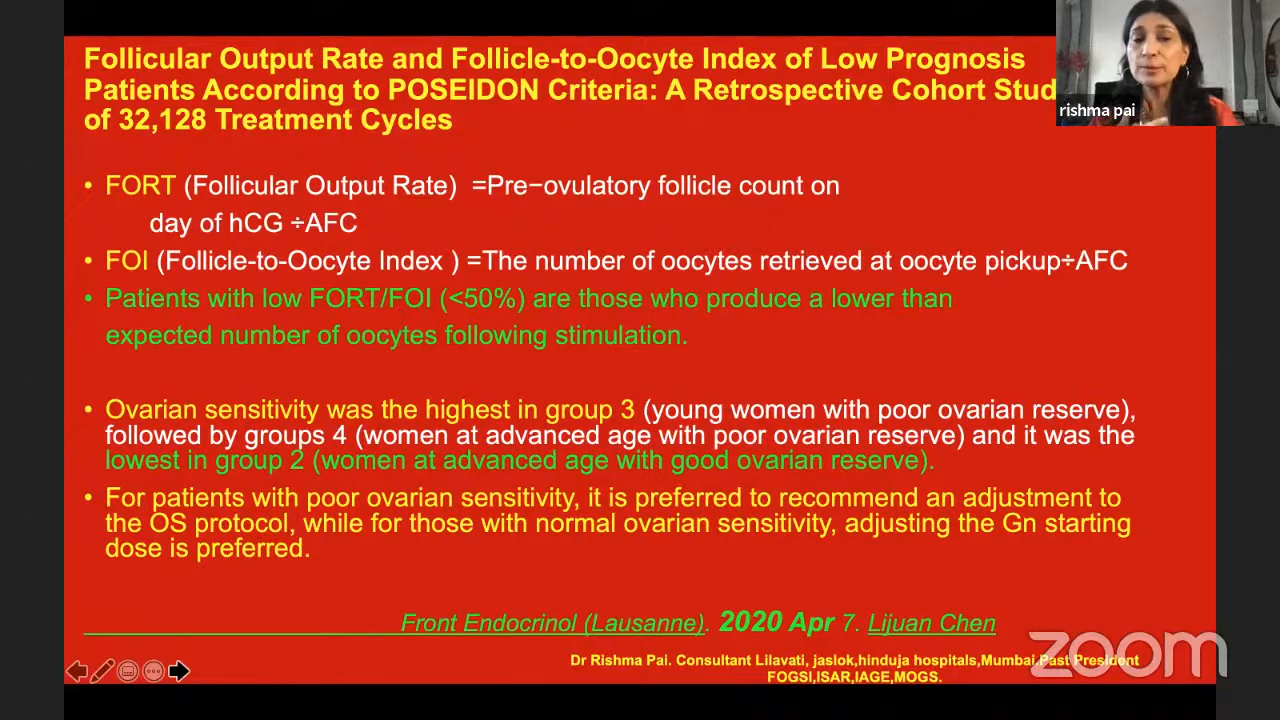 Follicular Output Rate and Follicle-to-Oocyte Index of Low Prognosis
Patients According to POSEIDON Criteria: A Retrospective Cohort Stud
of 32,128 Treatment Cycles
rishma pai
• FORT (Follicular Output Rate) =Pre−ovulatory follicle count on
day of hCG ÷AFC
• FOI (Follicle-to-Oocyte Index ) =The number of oocytes retrieved at oocyte pickup÷AFC
• Patients with low FORT/FOI (<50%) are those who produce a lower than
expected number of oocytes following stimulation.
• Ovarian sensitivity was the highest in group 3 (young women with poor ovarian reserve),
followed by groups 4 (women at advanced age with poor ovarian reserve) and it was the
lowest in group 2 (women at advanced age with good ovarian reserve).
• For patients with poor ovarian sensitivity, it is preferred to recommend an adjustment to
the OS protocol, while for those with normal ovarian sensitivity, adjusting the Gn starting
dose is preferred.
Front Endocrinol (Lausanne). 2020 Apr 7. Lijuan Chen
zoom
Dr Rishma Pai. Consultant Lilavati, jaslok,hinduja hospitals,Mumbai.Past President
FOGSI,ISAR,IAGE,MOGS.